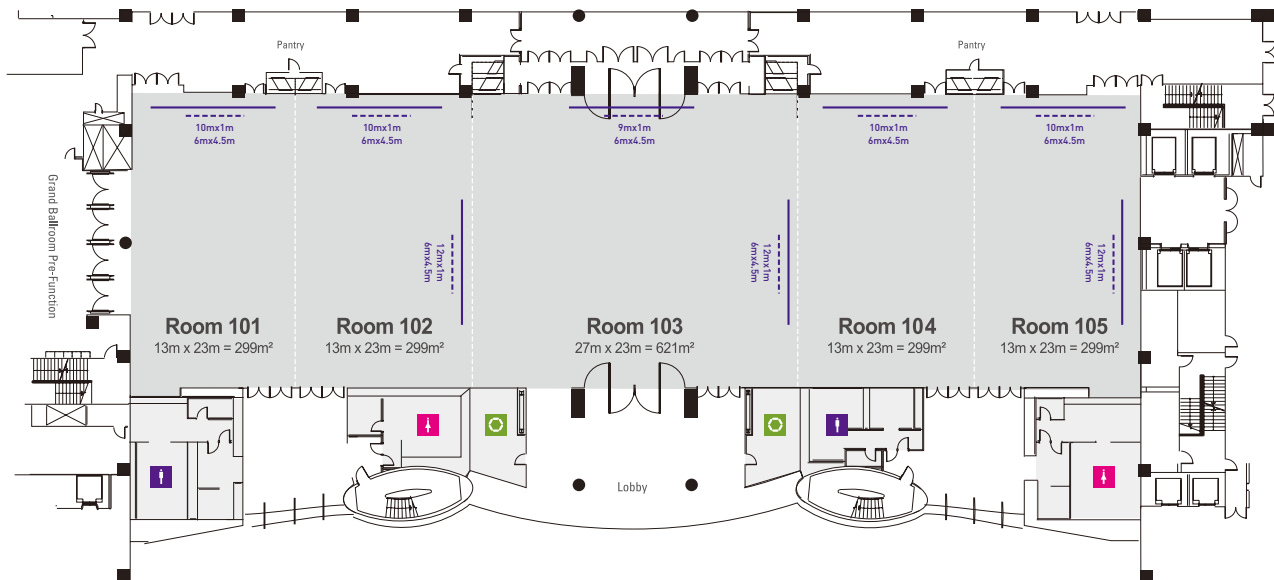 Pantry
Pantry
10mx1m
6mx4.5m
10mx1m
6mx4.5m
9mx1m
6mx4.5m
10mx1m
6mx4.5m
10mx1m
6mx4.5m
Grand Ballroom Pre-Function
12mx1m
6mx4.5m
12mx1m
6mx4.5m
12mx1m
6mx4.5m
Room 101
13m x 23m = 299m²
Room 102
13m x 23m = 299m²
Room 103
27m x 23m = 621m²
Room 104
13m x 23m = 299m²
Room 105
13m x 23m = 299m²
Lobby